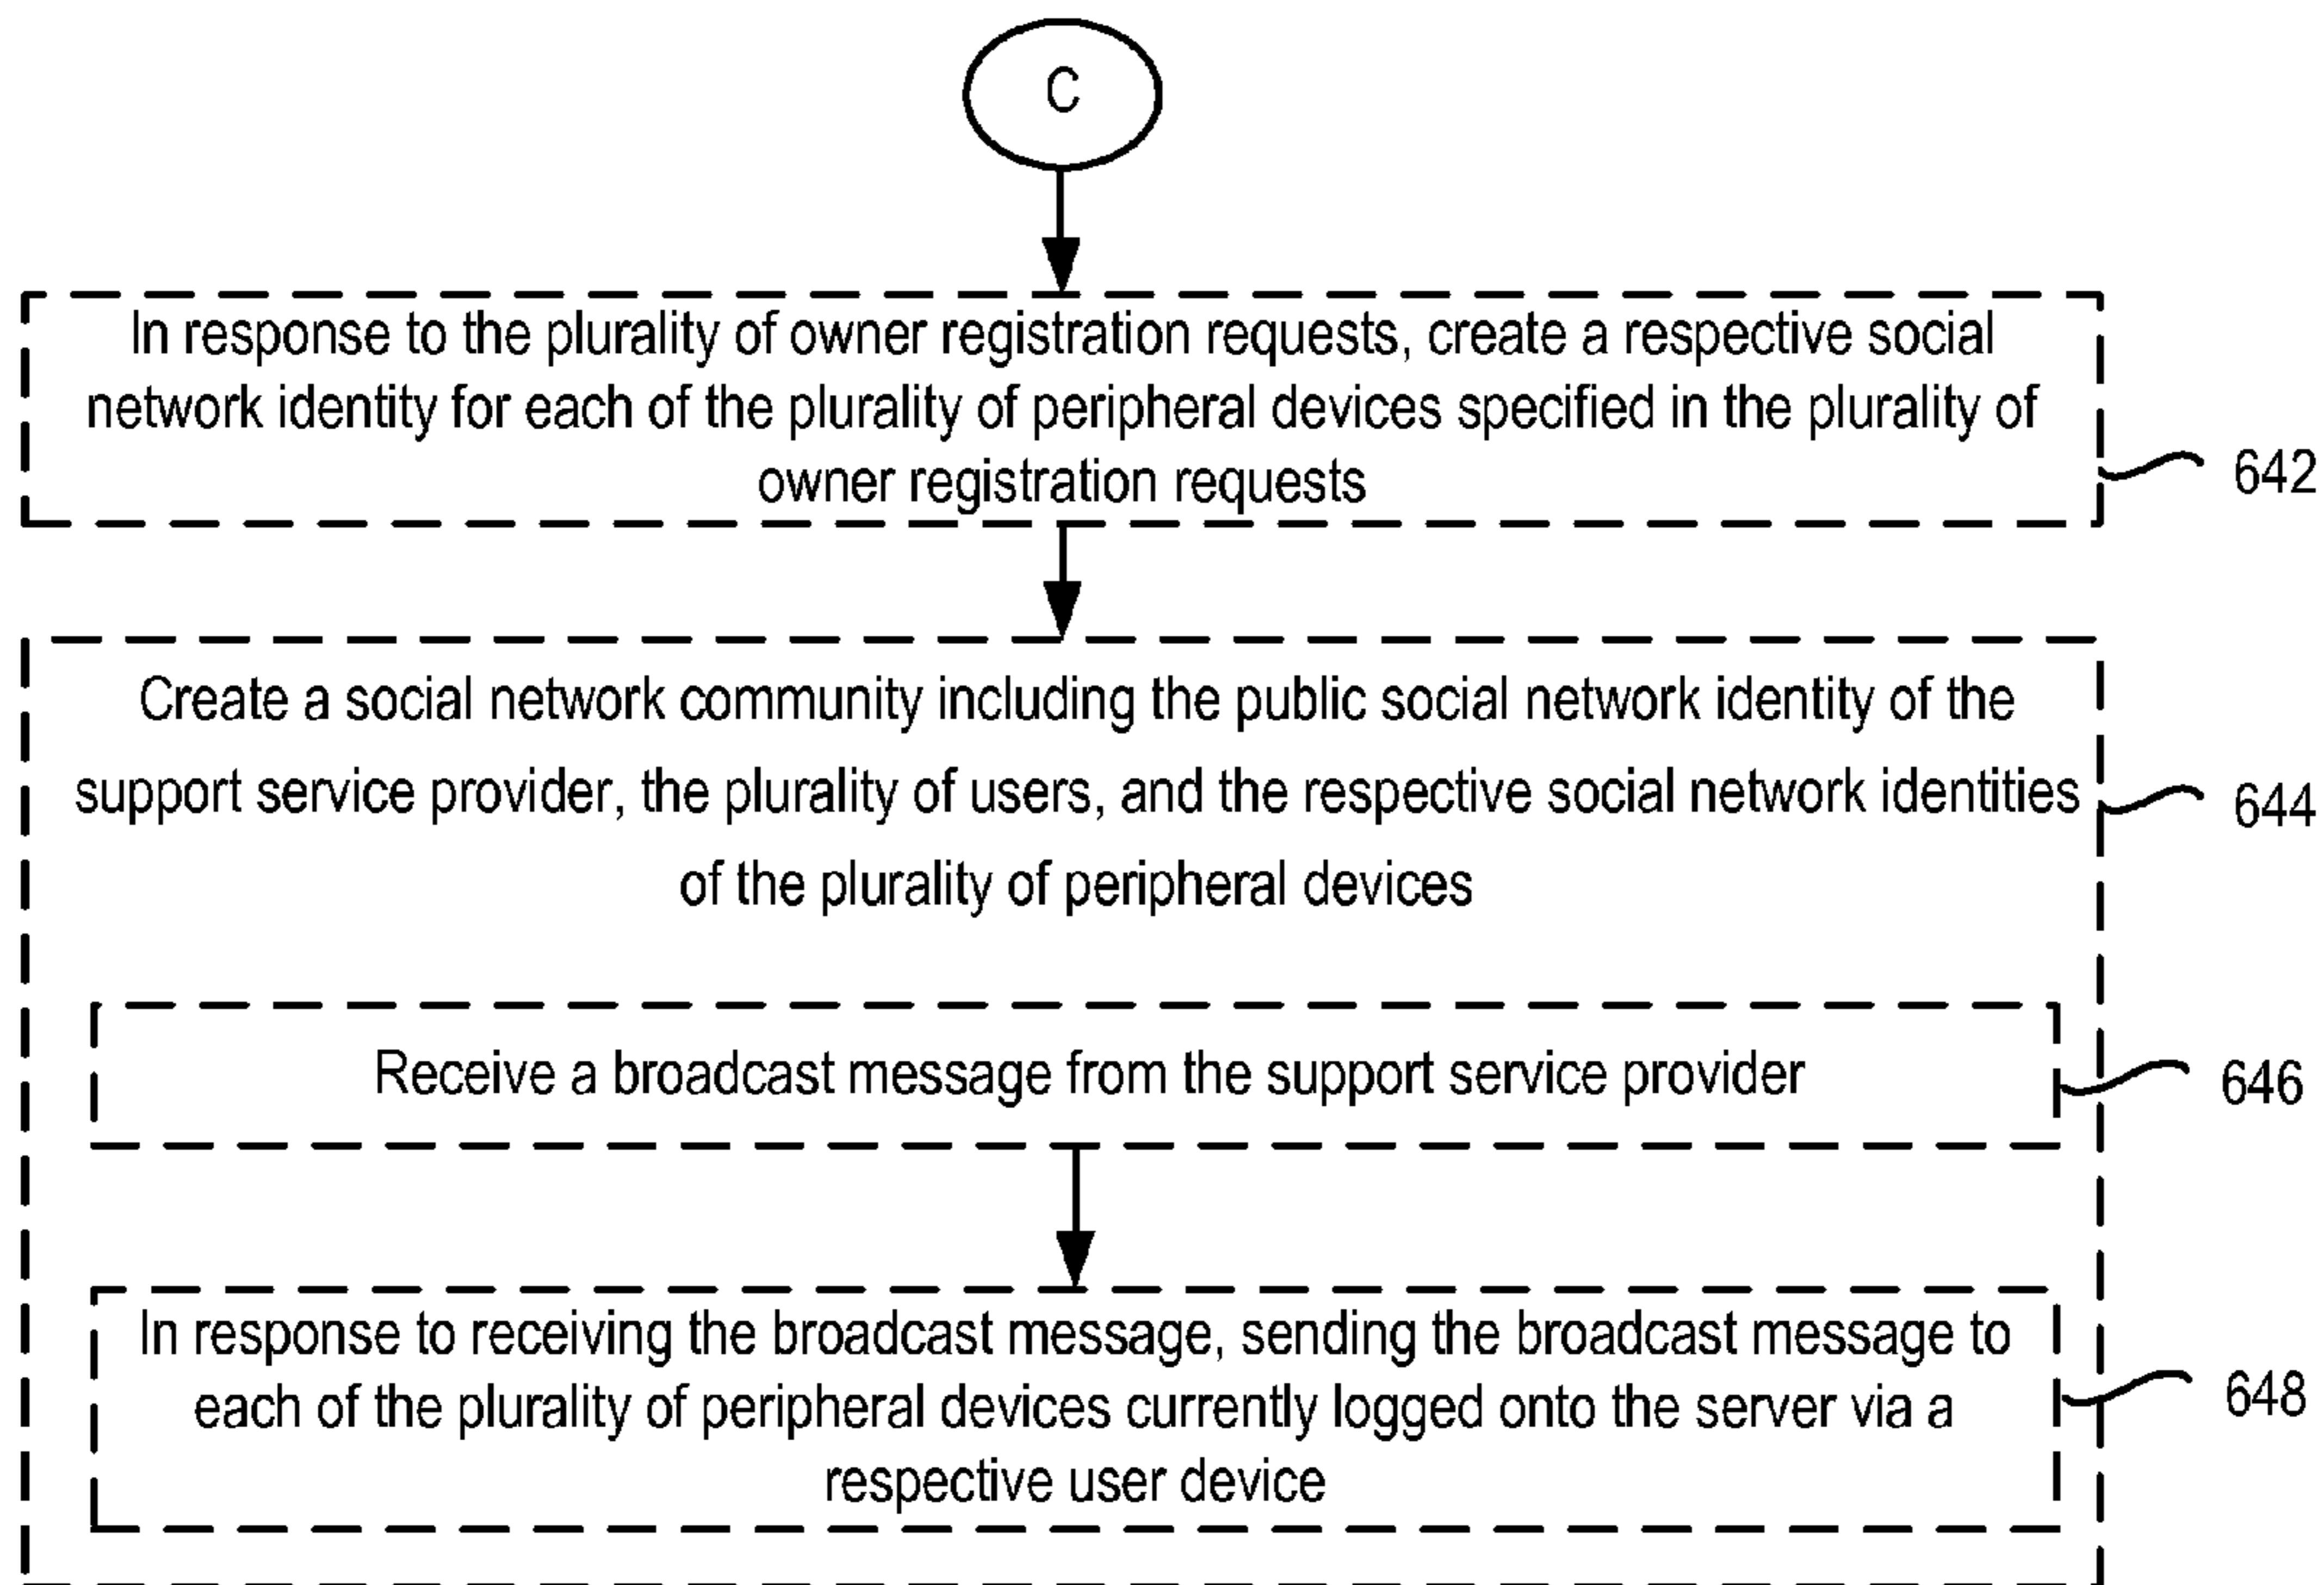 C
In response to the plurality of owner registration requests, create a respective social
network identity for each of the plurality of peripheral devices specified in the plurality of
owner registration requests
642
Create a social network community including the public social network identity of the
support service provider, the plurality of users, and the respective social network identities
of the plurality of peripheral devices
644
Receive a broadcast message from the support service provider
646
In response to receiving the broadcast message, sending the broadcast message to
each of the plurality of peripheral devices currently logged onto the server via a
respective user device
648